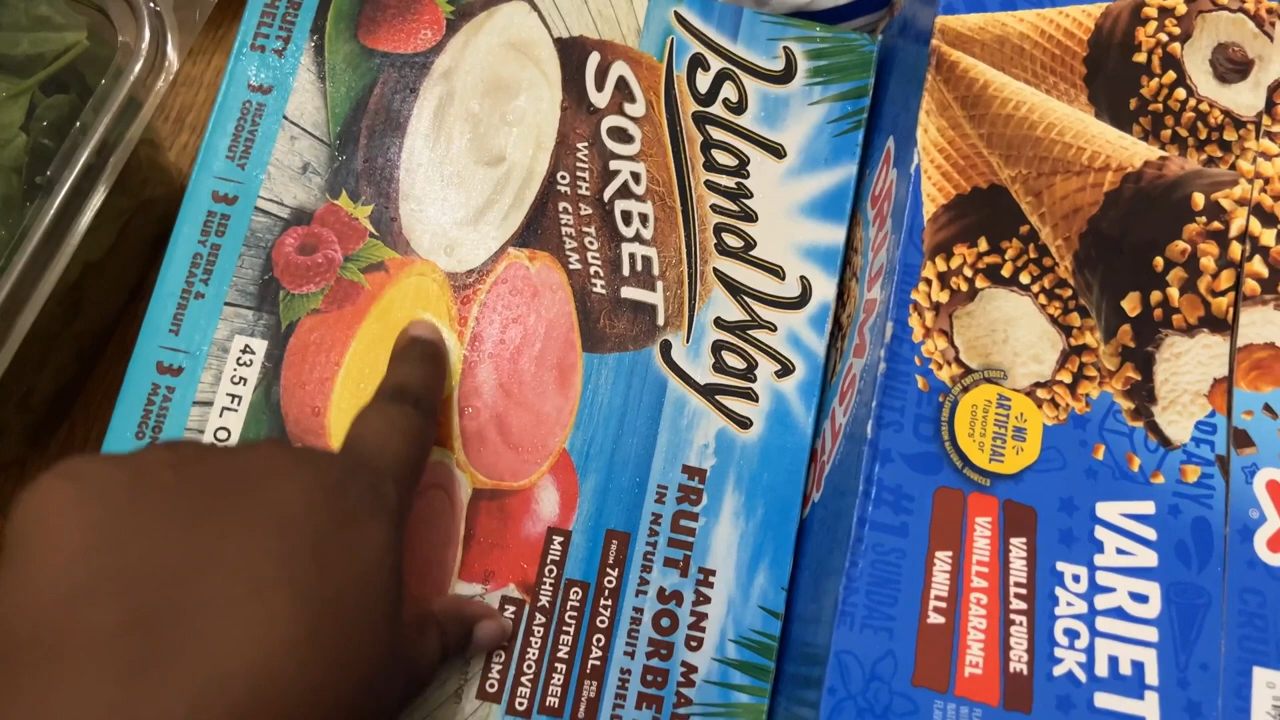 Island Way
SORBET
WITH A TOUCH
OF CREAM
HAND MA
FRUIT SORBE
IN NATURAL FRUIT SHEL
FROM 70-170 CAL. PER SERVING
GLUTEN FREE
MILCHIK APPROVED
GMO
FRUITY
3 HEAVENLY
COCONUT
3 RED BERRY &
RUBY GRAPEFRUIT
3 PASSION
MANGO
43.5 FL O
NO
ARTIFICIAL
flavors or
colors*
VARIET
PACK
VANILLA FUDGE
VANILLA CARAMEL
VANILLA
#1 SUNDAE